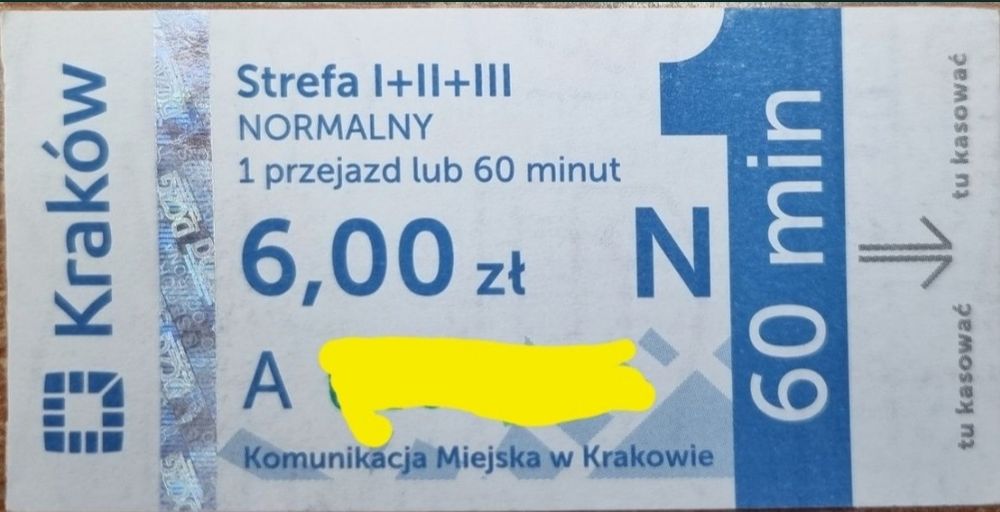 Kraków
Strefa I+II+III
NORMALNY
1 przejazd lub 60 minut
6,00 zł
N
A
Komunikacja Miejska w Krakowie
1
60 min
tu kasować
tu kasować